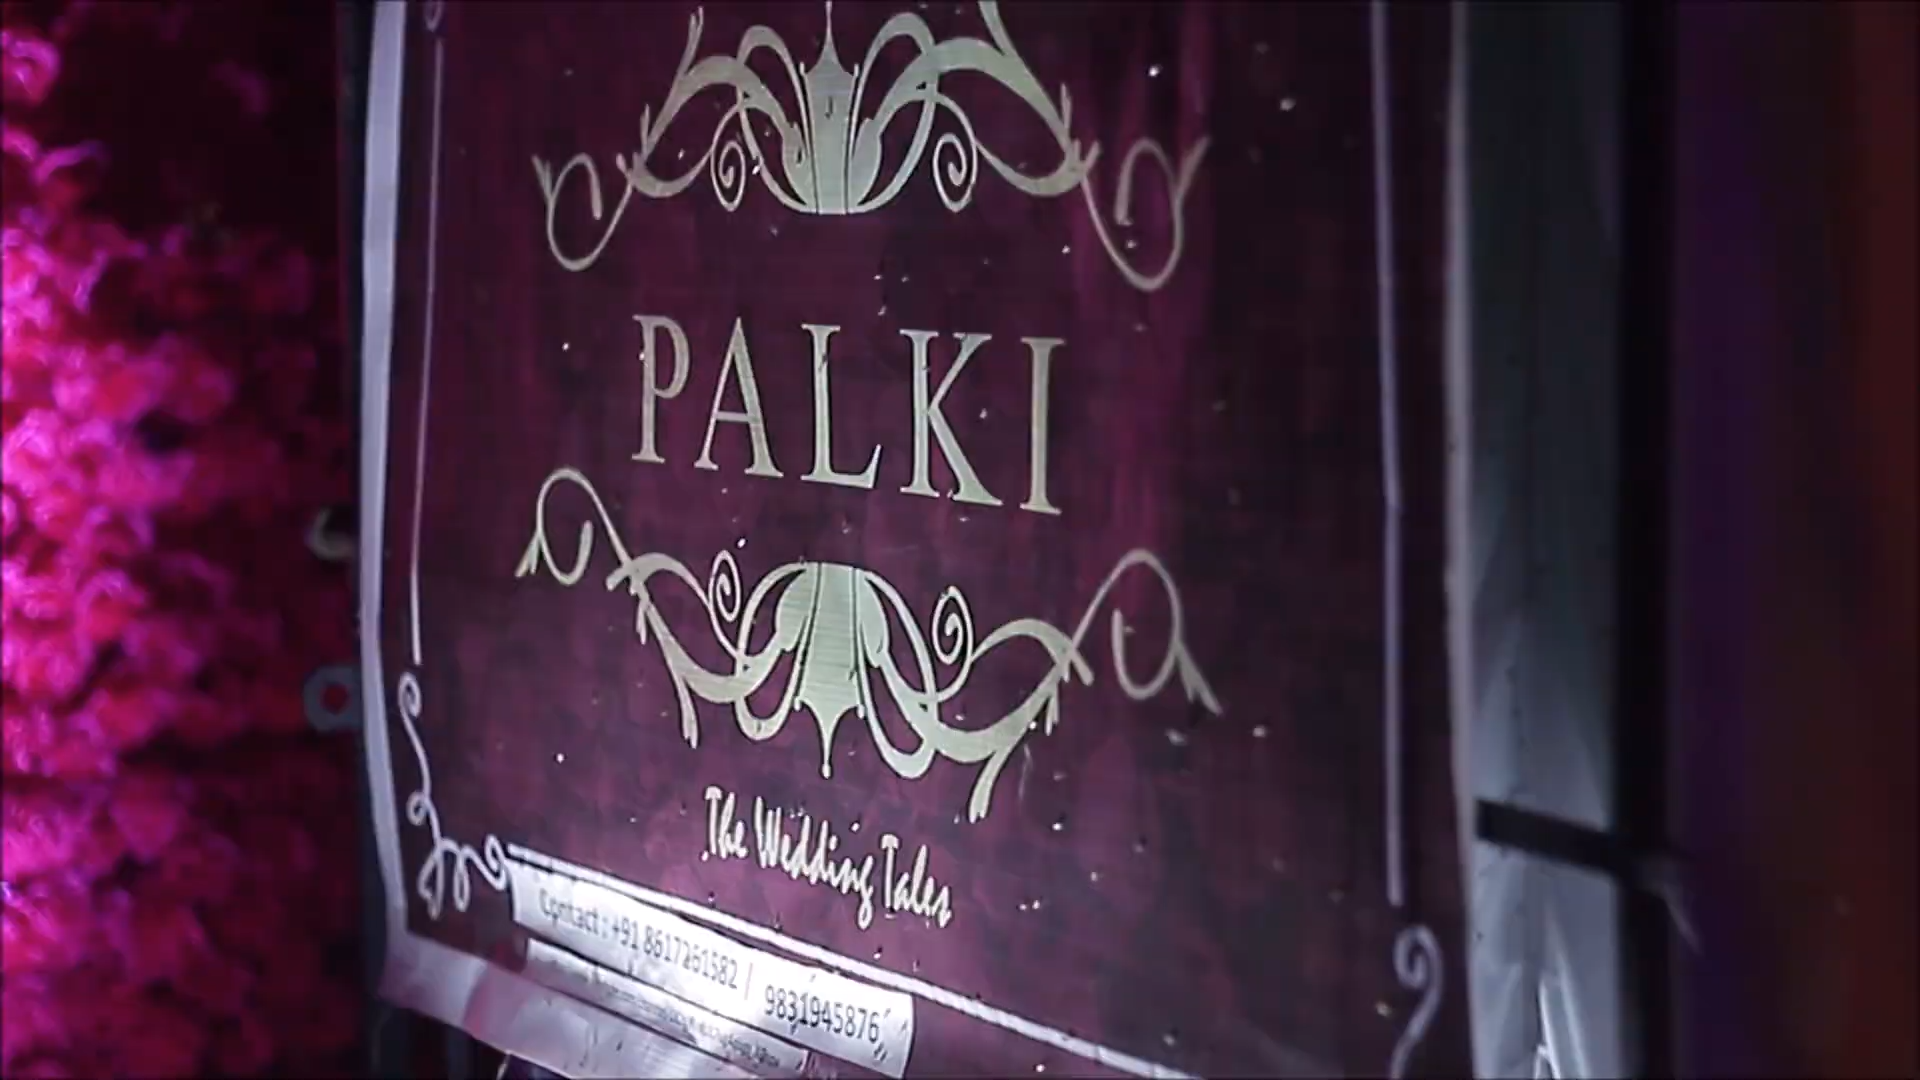 PALKI
The Wedding Tales
Contact : +91 8617261582 | 9831945876